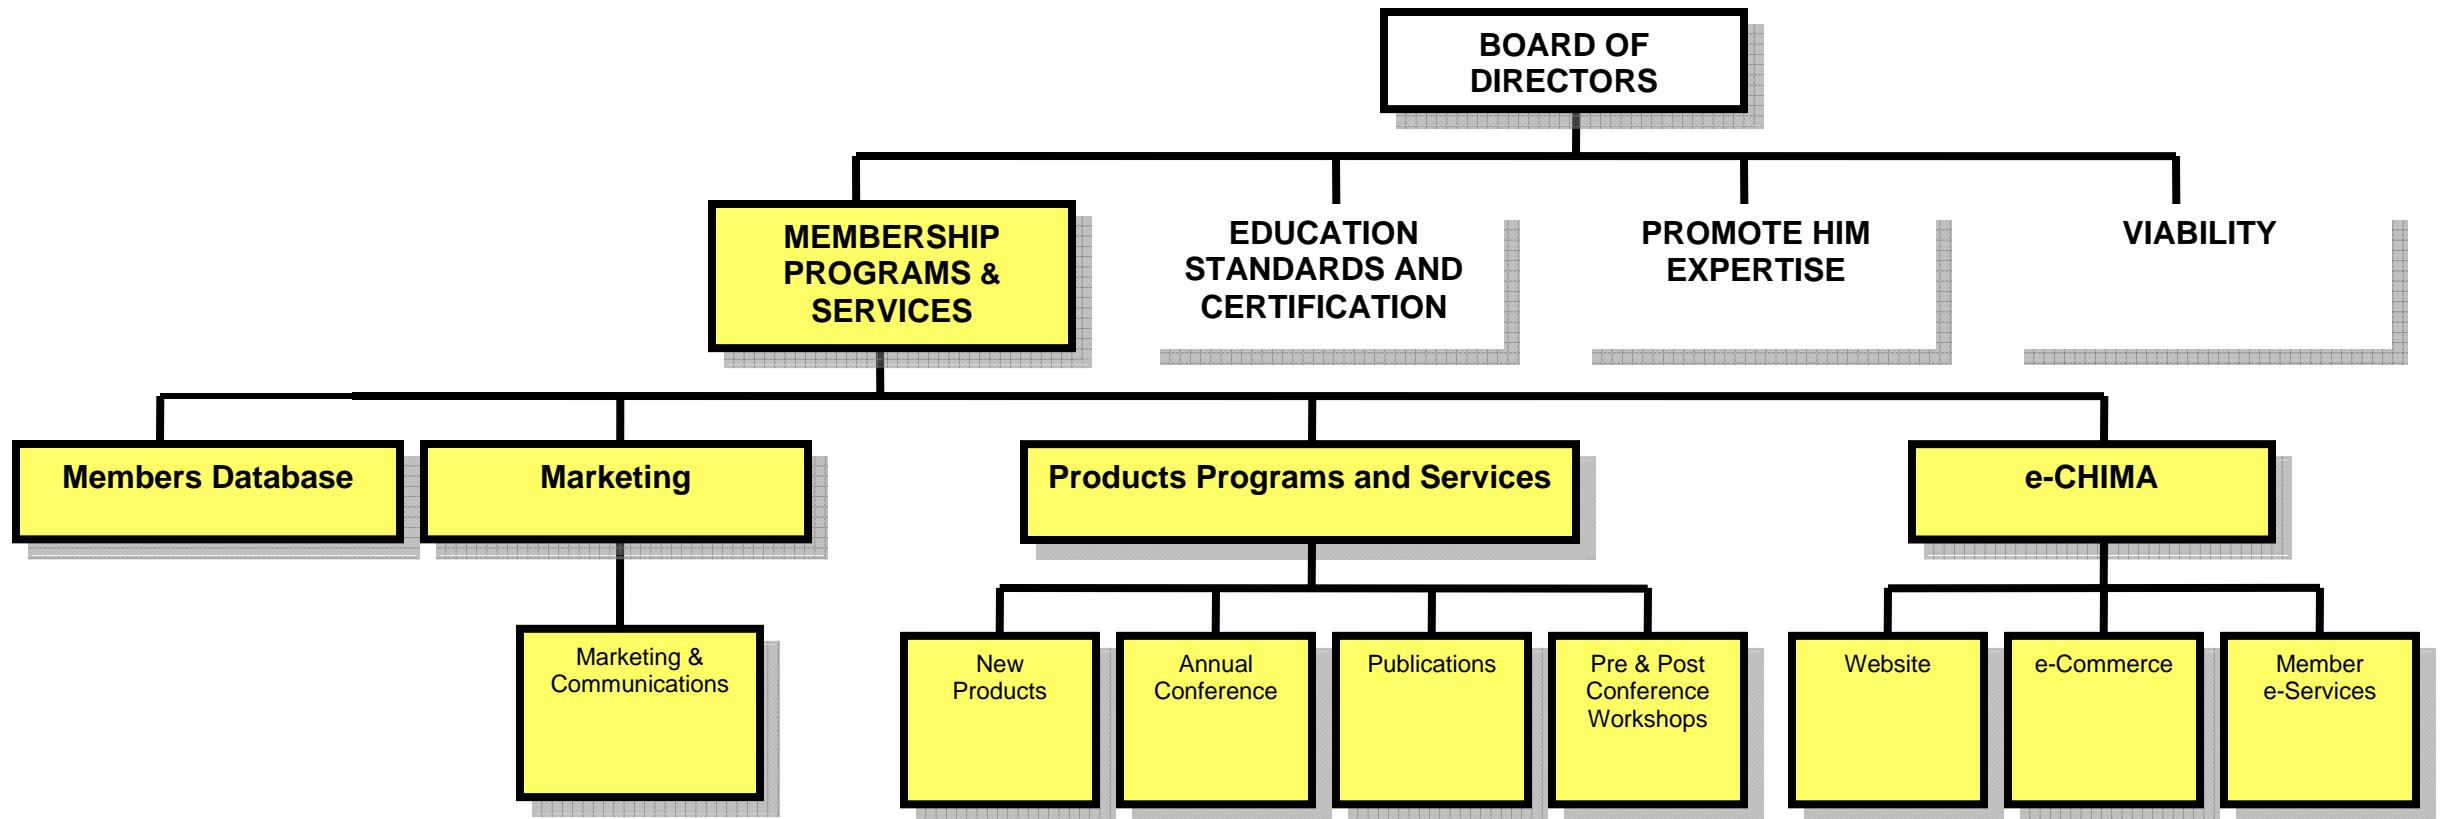 BOARD OF
DIRECTORS
MEMBERSHIP
PROGRAMS &
SERVICES
EDUCATION
STANDARDS AND
CERTIFICATION
PROMOTE HIM
EXPERTISE
VIABILITY
Members Database
Marketing
Products Programs and Services
e-CHIMA
Marketing &
Communications
New
Products
Annual
Conference
Publications
Pre & Post
Conference
Workshops
Website
e-Commerce
Member
e-Services